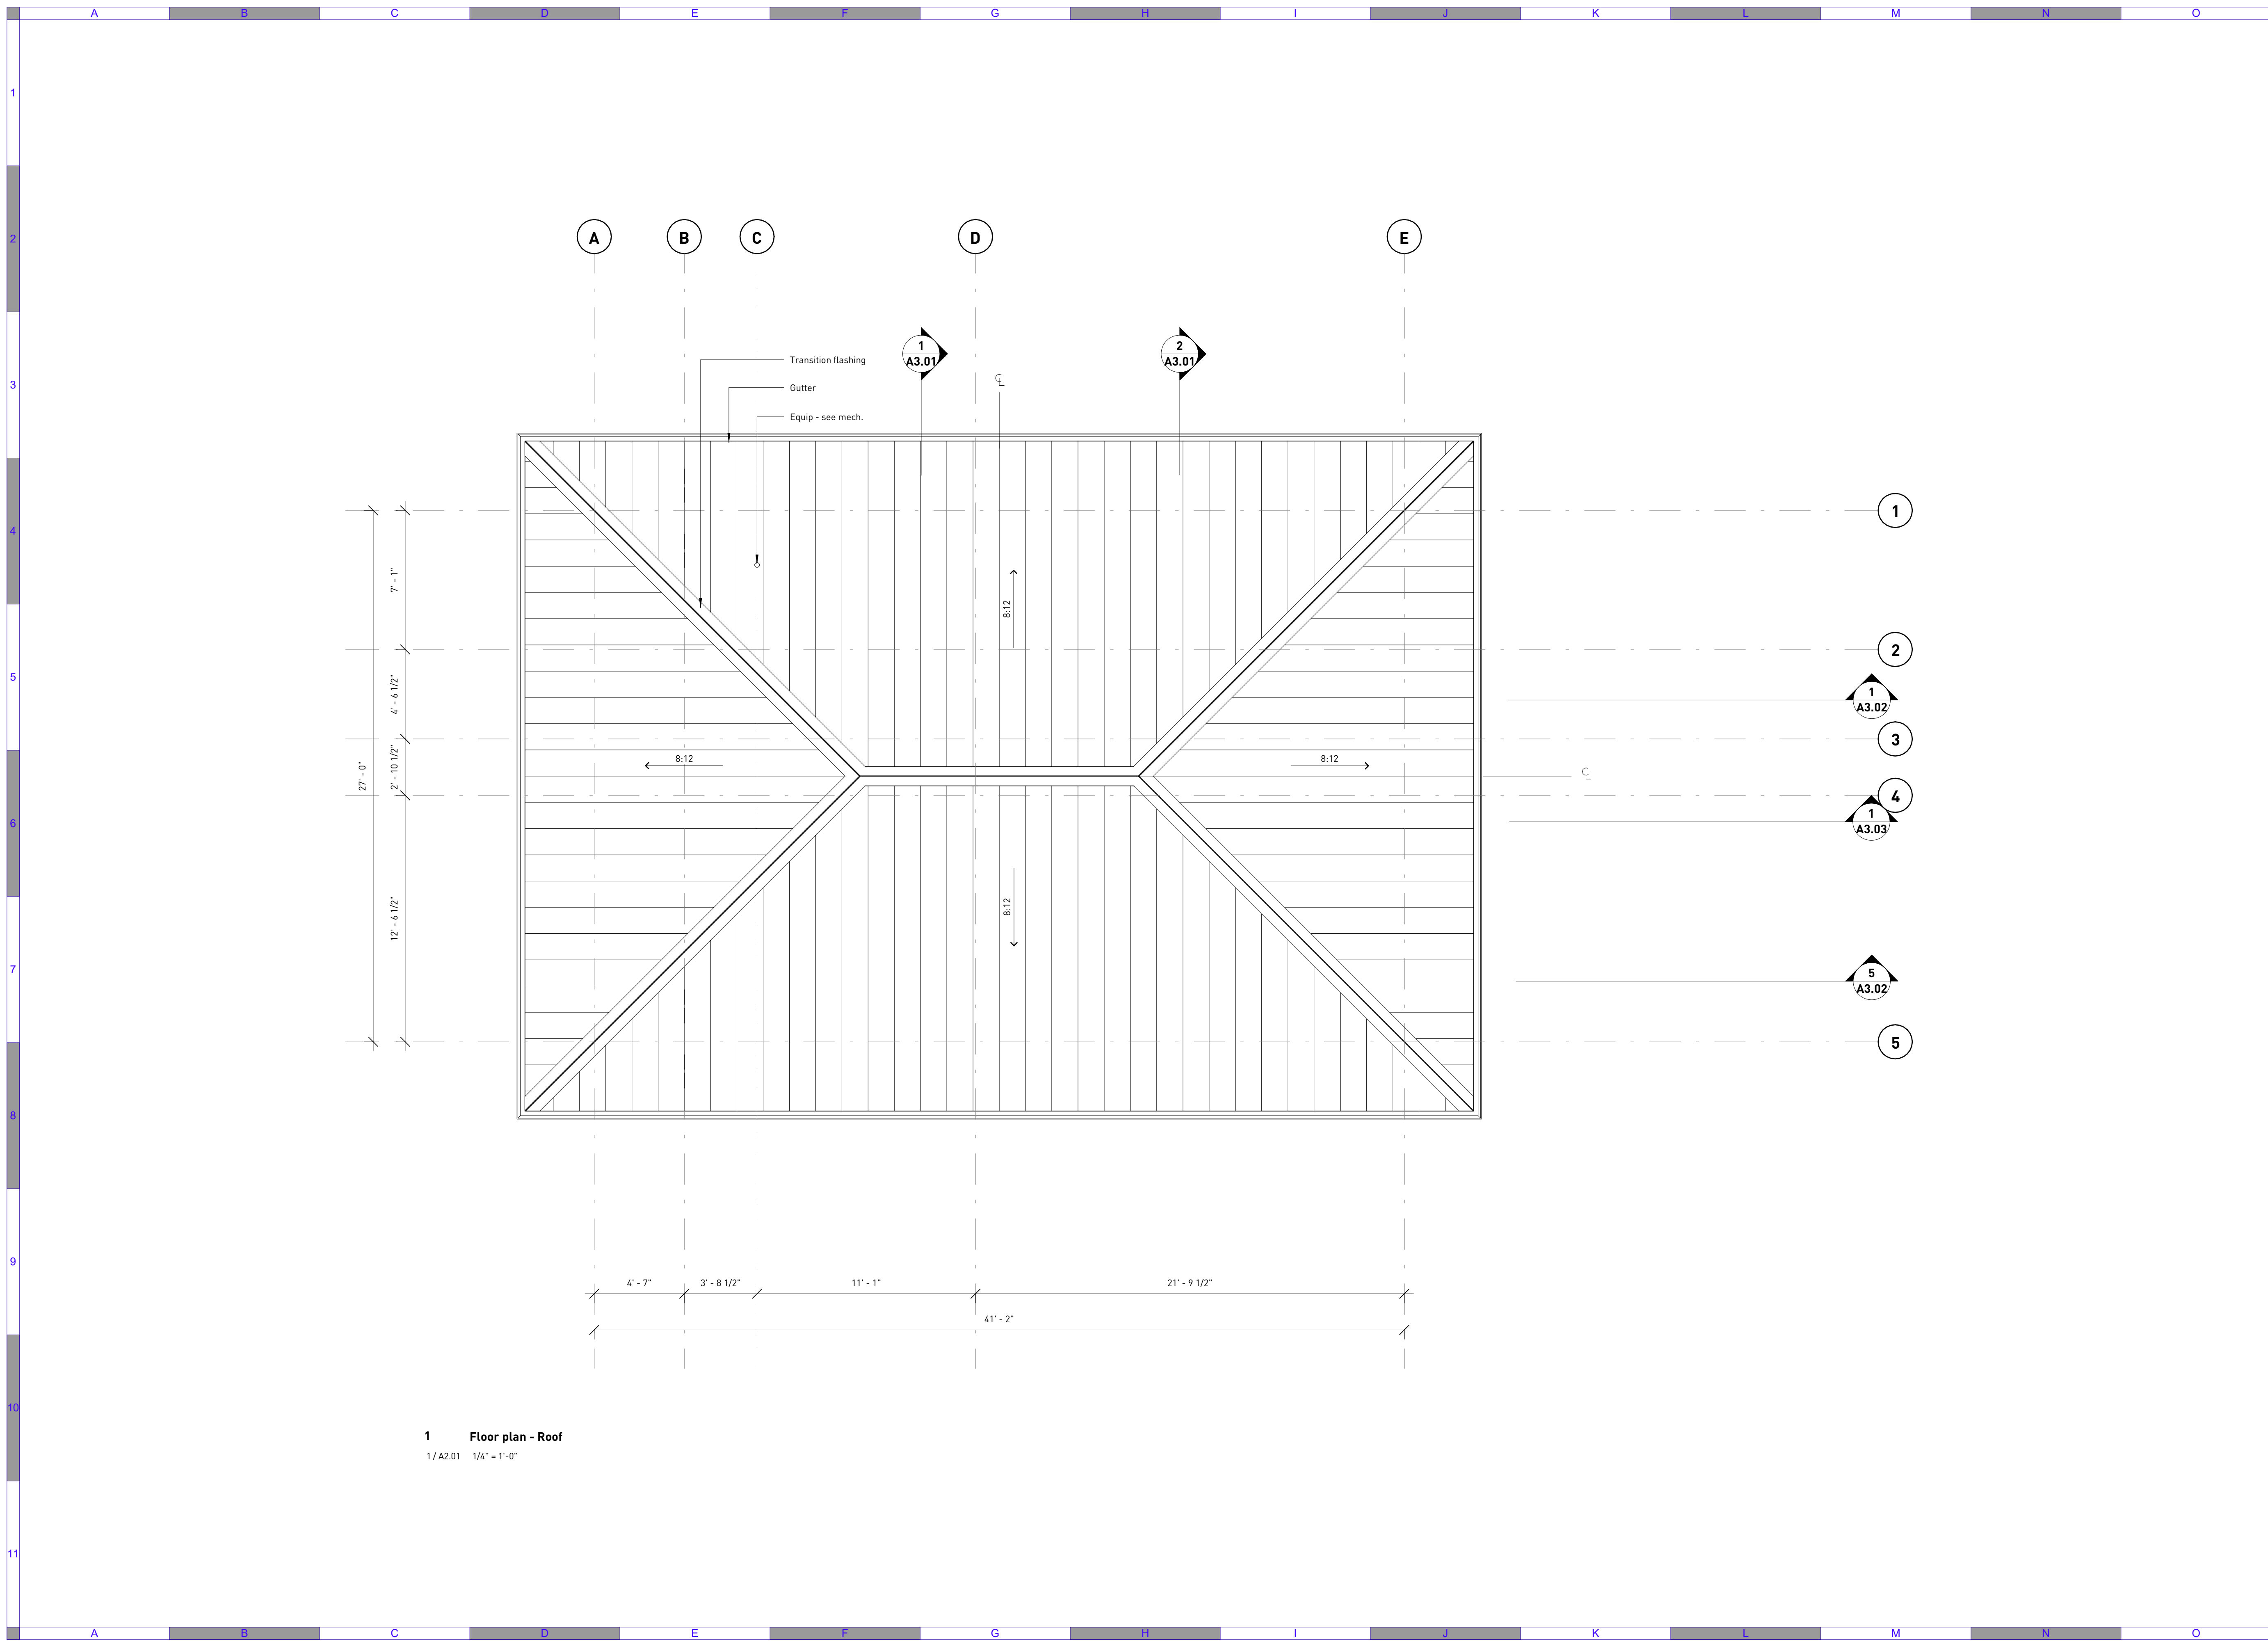 A B C D E F G H I J K L M N O
1
2
A B C D E
1
A3.01
2
A3.01
Transition flashing
3
℄
Gutter
Equip - see mech.
1
4
7' - 1"
8:12
2
5
4' - 6 1/2"
1
A3.02
3
27' - 0"
2' - 10 1/2"
8:12
8:12
℄
4
6
1
A3.03
12' - 6 1/2"
8:12
7
5
A3.02
5
8
9
4' - 7"
3' - 8 1/2"
11' - 1"
21' - 9 1/2"
41' - 2"
10
1 Floor plan - Roof
1 / A2.01 1/4" = 1'-0"
11
A B C D E F G H I J K L M N O